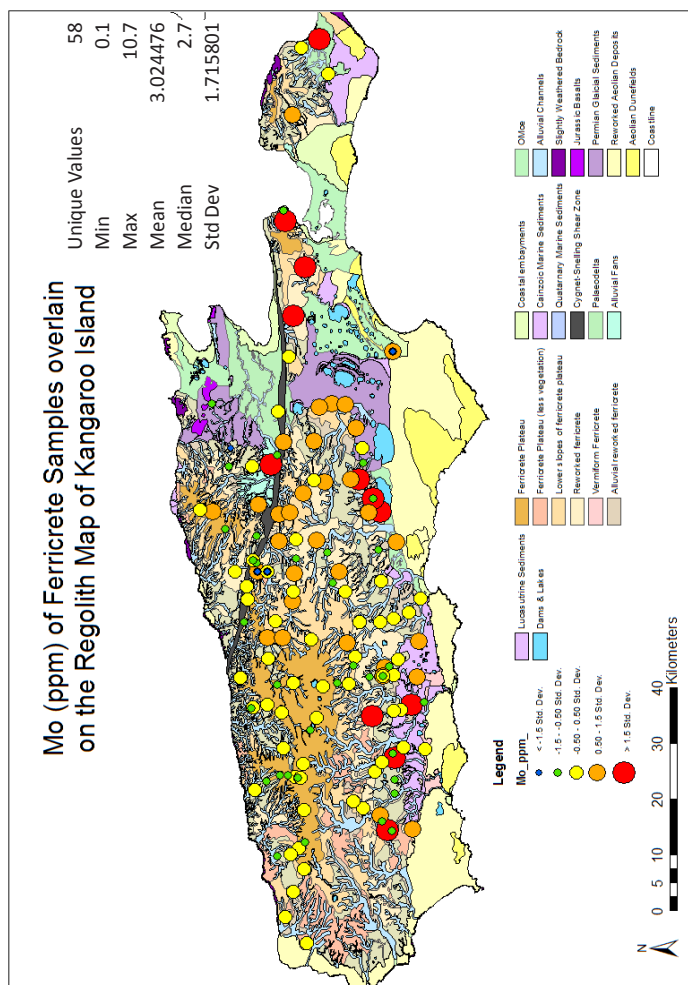 Mo (ppm) of Ferricrete Samples overlain
on the Regolith Map of Kangaroo Island
Unique Values 58
Min 0.1
Max 10.7
Mean 3.024476
Median 2.7
Std Dev 1.715801
Legend
Mo_ppm_
< -1.5 Std. Dev.
-1.5 - -0.50 Std. Dev.
-0.50 - 0.50 Std. Dev.
0.50 - 1.5 Std. Dev.
> 1.5 Std. Dev.
Lucasutrine Sediments
Dams & Lakes
Ferricrete Plateau
Ferricrete Plateau (less vegetation)
Lower slopes of ferricrete plateau
Reworked ferricrete
Vermiform Ferricrete
Alluvial reworked ferricrete
Coastal embayments
Cainzoic Marine Sediments
Quatarnary Marine Sediments
Cygnet-Snelling Shear Zone
Palaeodelta
Alluvial Fans
OMoe
Alluvial Channels
Slightly Weathered Bedrock
Jurassic Basalts
Permian Glaicial Sediments
Reworked Aeolian Deposits
Aeolian Dunefields
Coastline
N
0 5 10 20 30 40
Kilometers